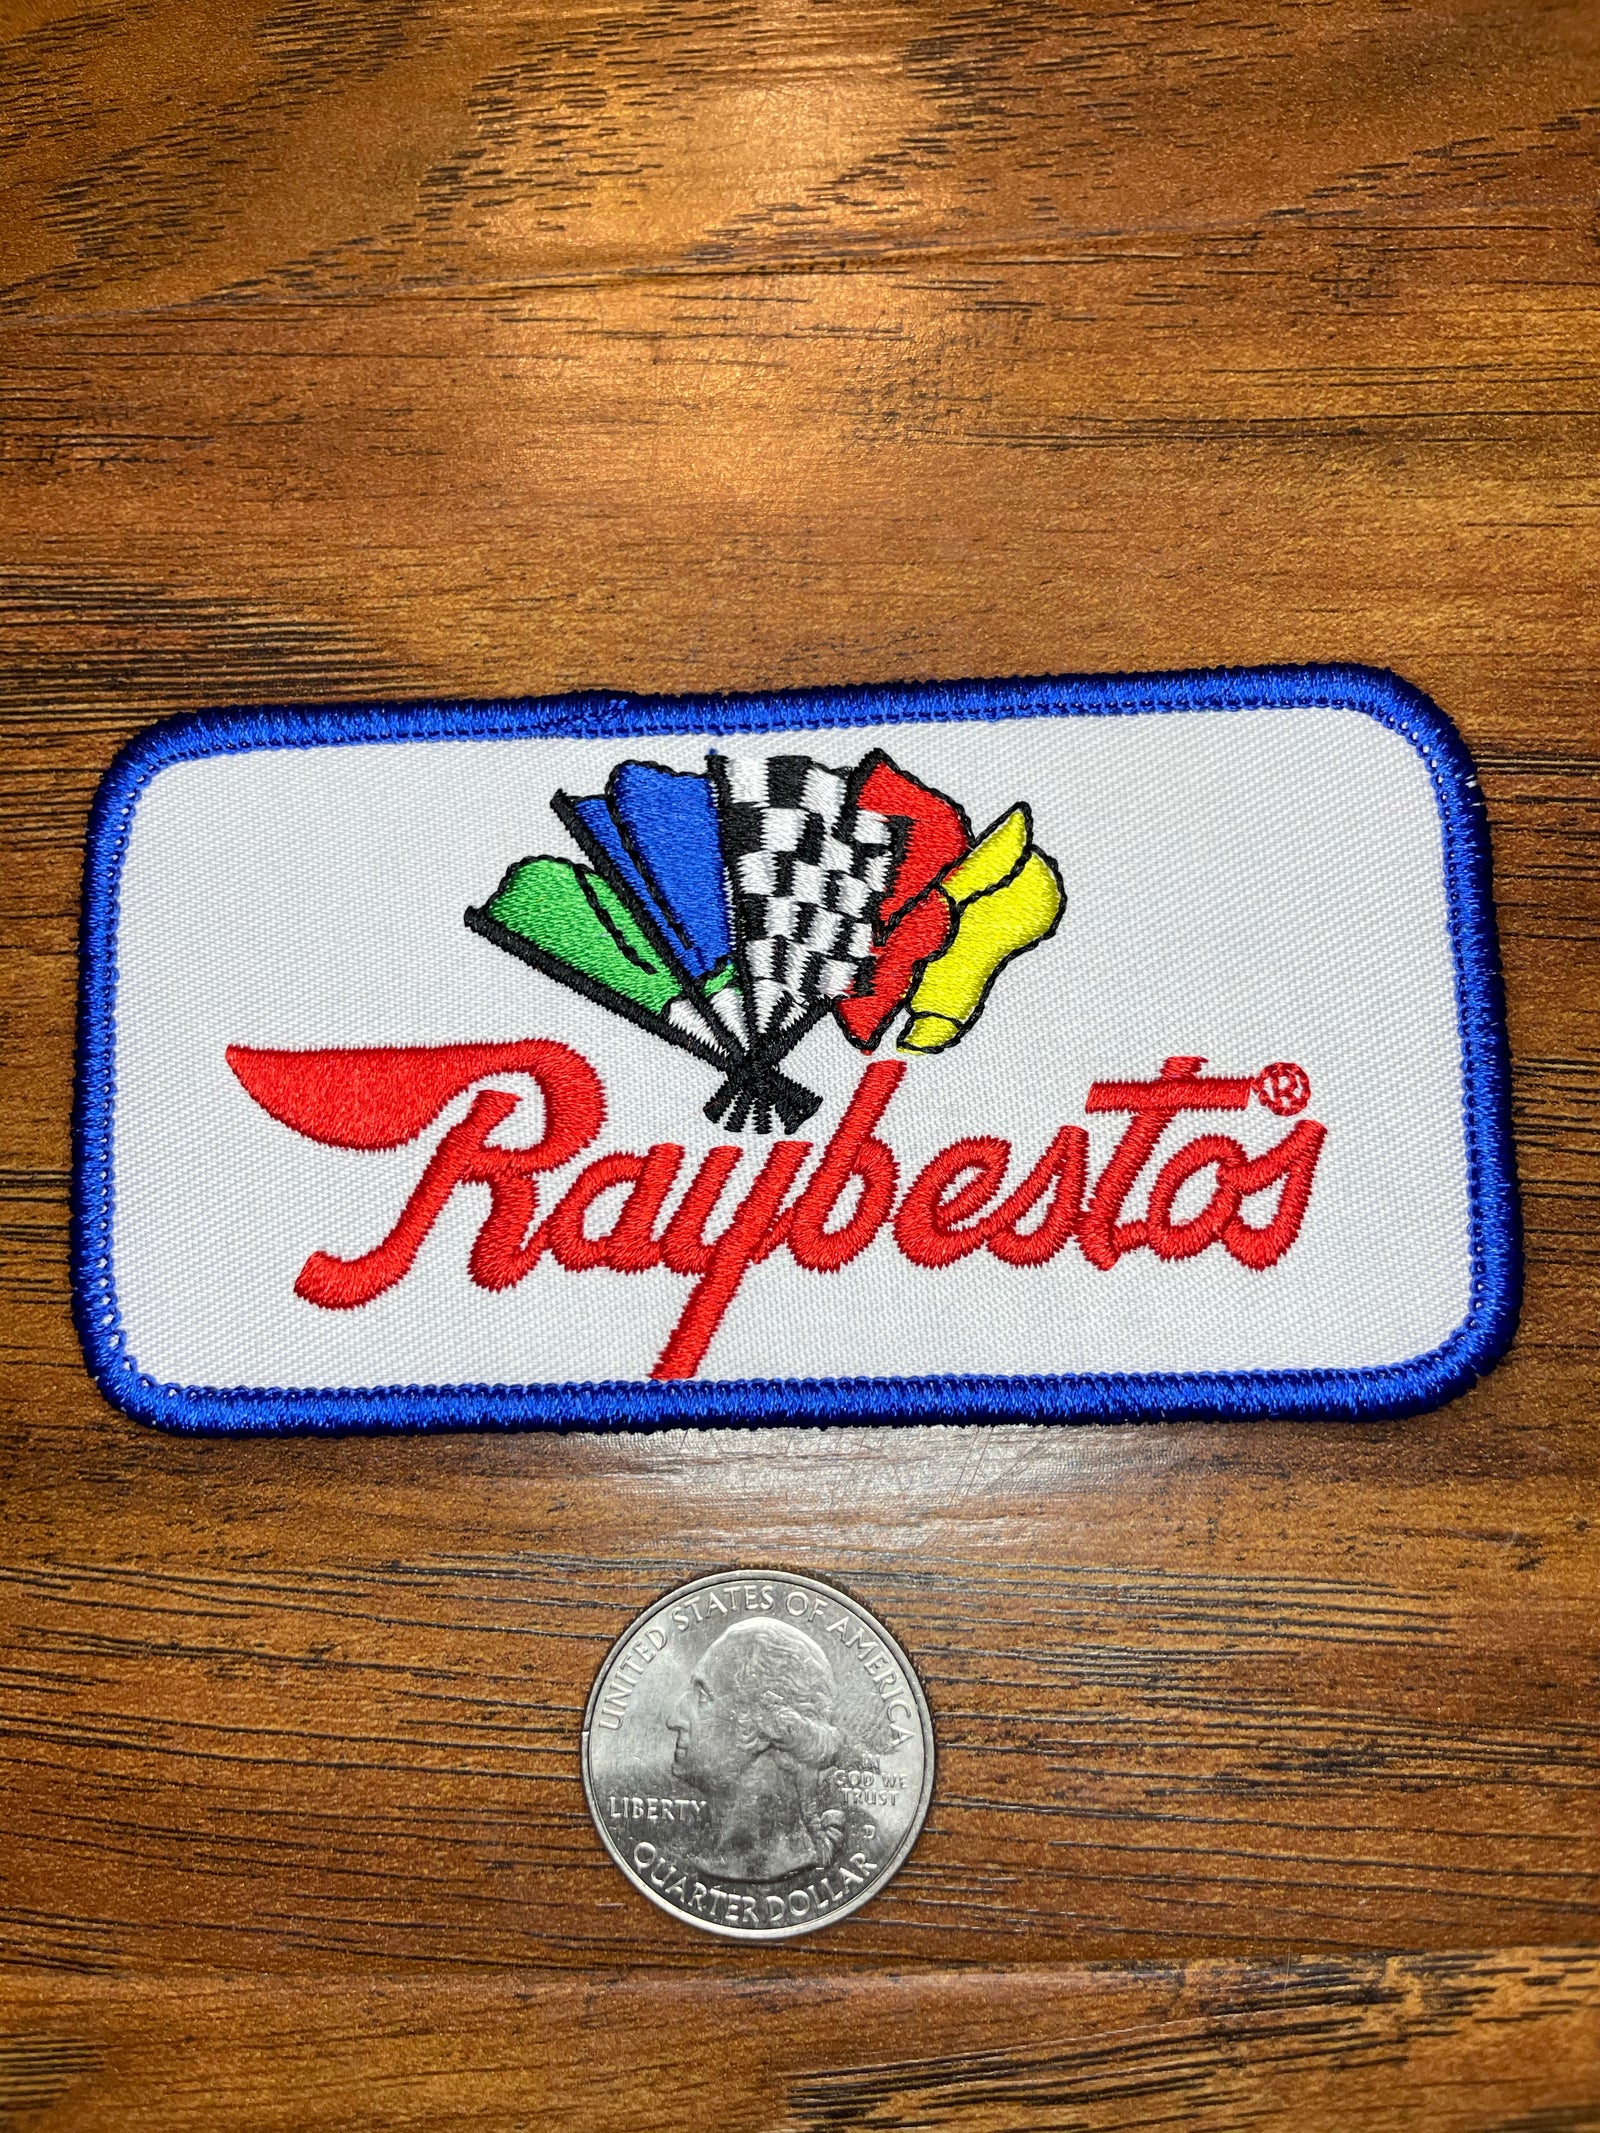 Raybestos®
UNITED STATES OF AMERICA
LIBERTY
IN
GOD WE
TRUST
D
QUARTER DOLLAR